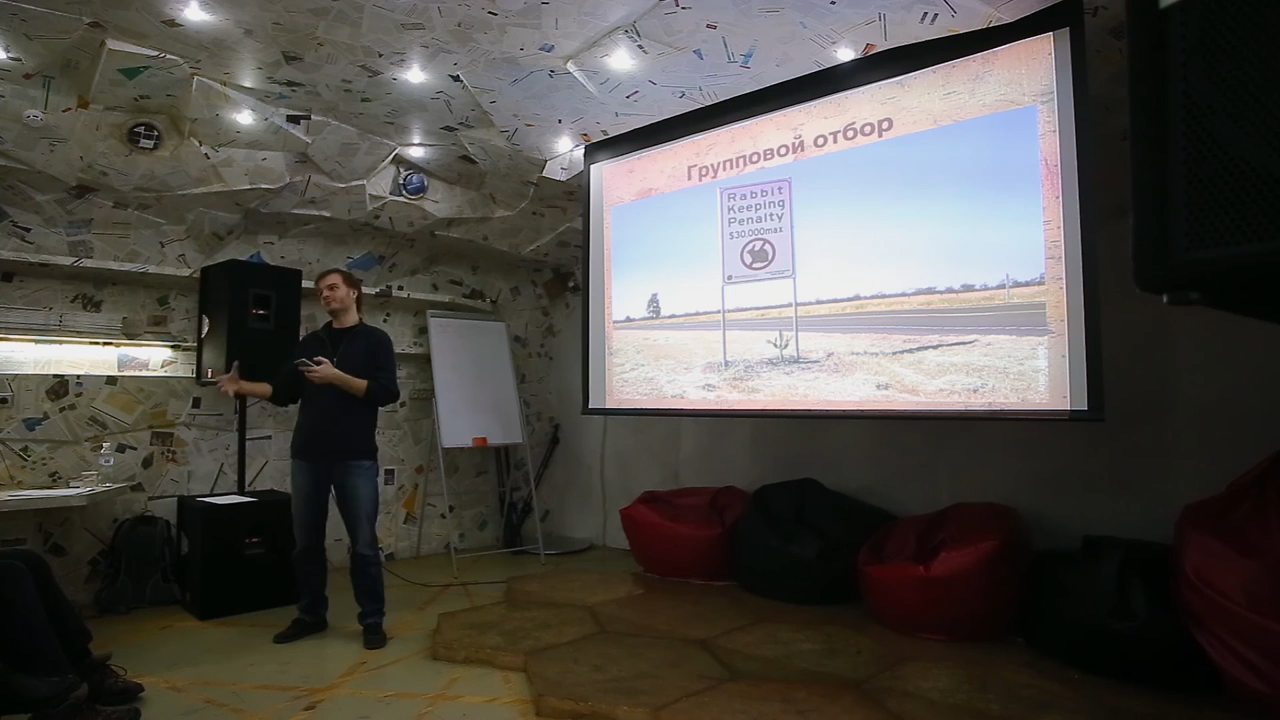 Групповой отбор
Rabbit
Keeping
Penalty
$30,000max